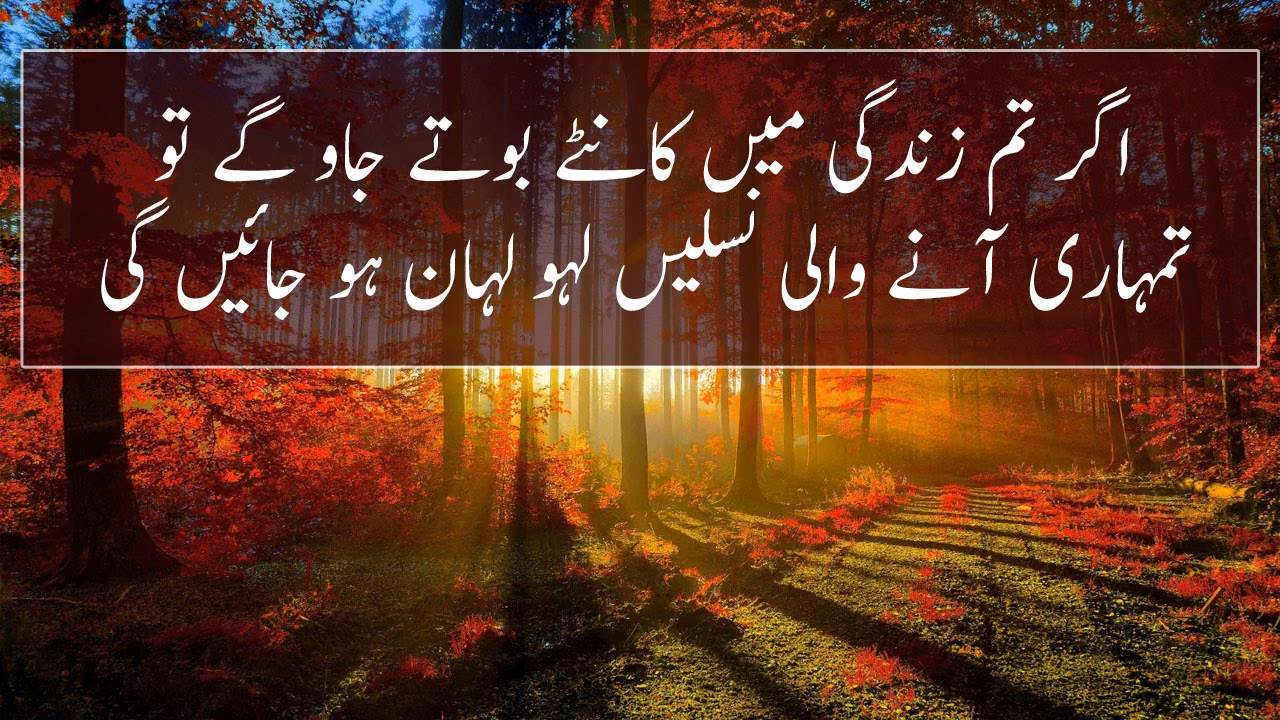 اگر تم زندگی میں کانٹے بوتے جاو گے تو
تمہاری آنے والی نسلیں لہو لہان ہو جائیں گی